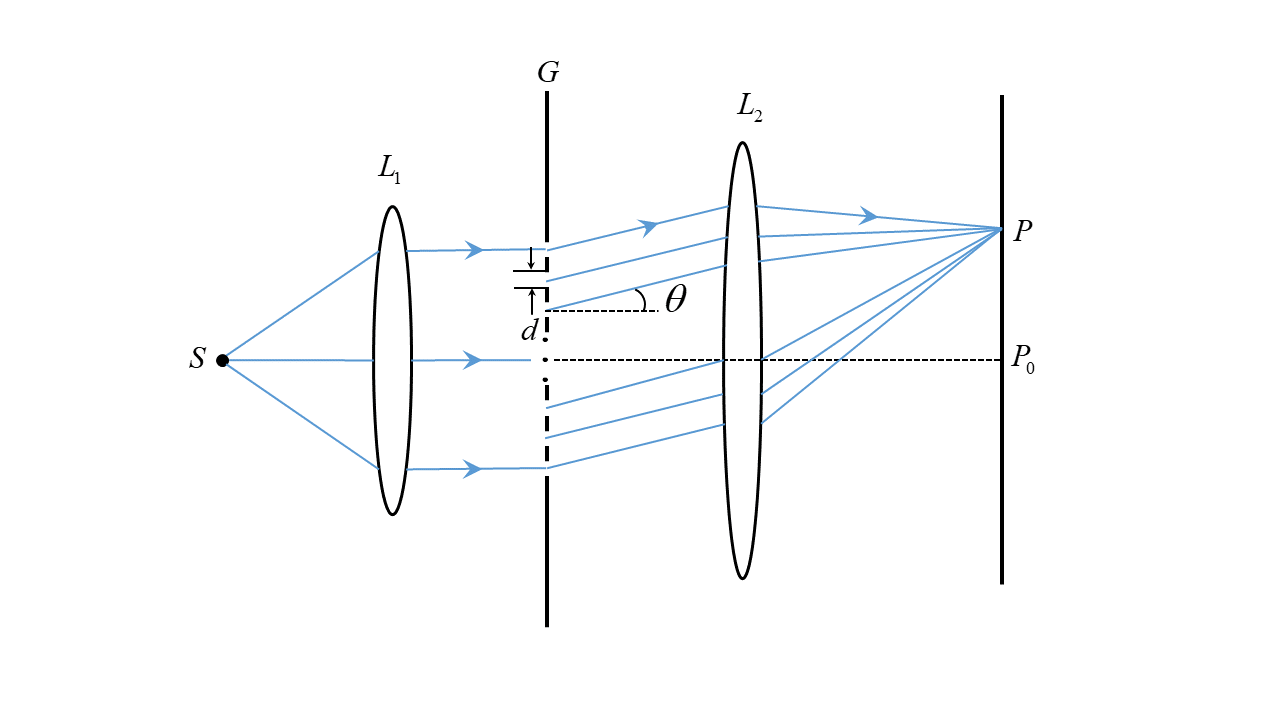 G
L₂
L₁
P
θ
d
S
P₀